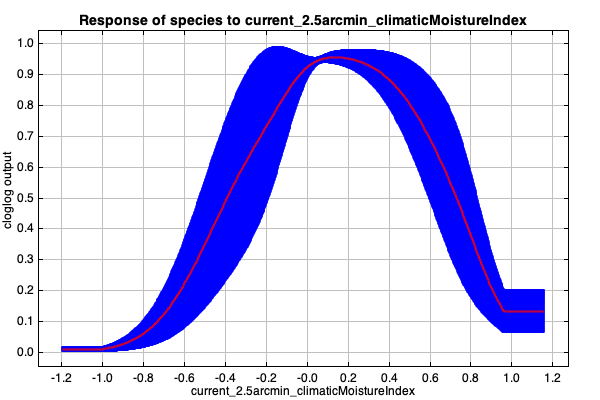 Response of species to current_2.5arcmin_climaticMoistureIndex
cloglog output
1.0
0.9
0.8
0.7
0.6
0.5
0.4
0.3
0.2
0.1
0.0
-1.2 -1.0 -0.8 -0.6 -0.4 -0.2 -0.0 0.2 0.4 0.6 0.8 1.0 1.2
current_2.5arcmin_climaticMoistureIndex